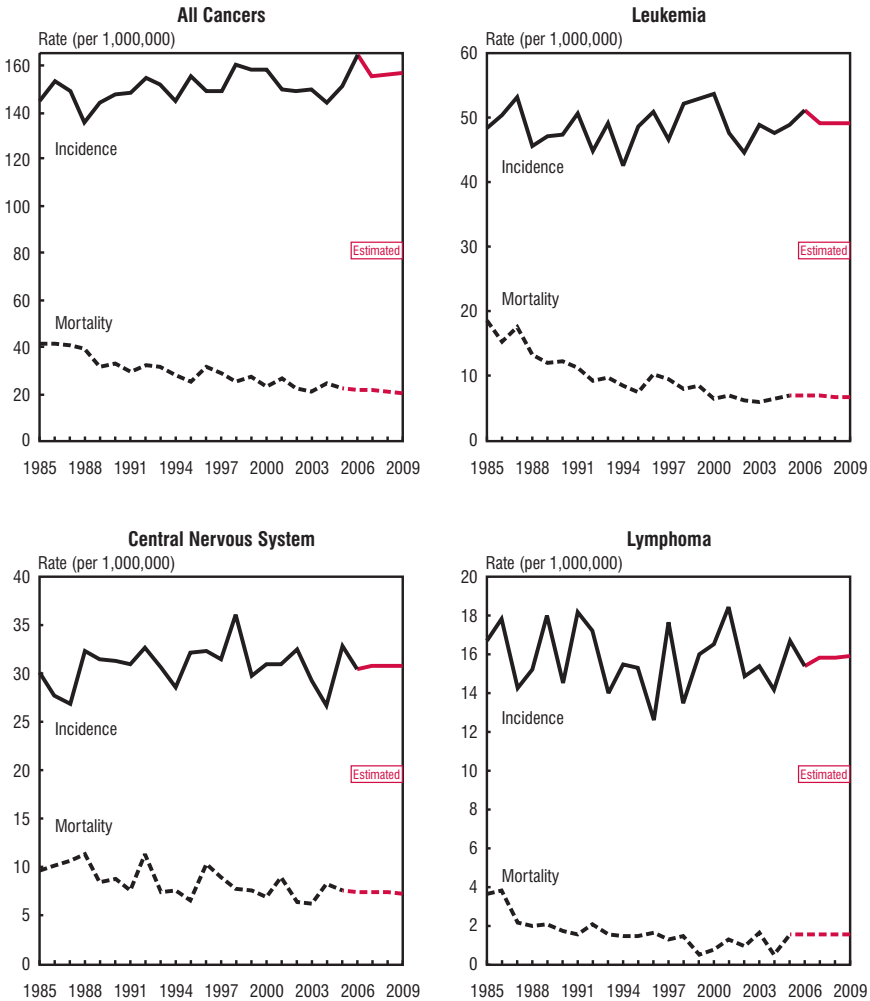 All Cancers
Rate (per 1,000,000)
160
140
120
100
80
60
40
20
0
Incidence
Estimated
Mortality
1985 1988 1991 1994 1997 2000 2003 2006 2009
Leukemia
Rate (per 1,000,000)
60
50
40
30
20
10
0
Incidence
Estimated
Mortality
1985 1988 1991 1994 1997 2000 2003 2006 2009
Central Nervous System
Rate (per 1,000,000)
40
35
30
25
20
15
10
5
0
Incidence
Estimated
Mortality
1985 1988 1991 1994 1997 2000 2003 2006 2009
Lymphoma
Rate (per 1,000,000)
20
18
16
14
12
10
8
6
4
2
0
Incidence
Estimated
Mortality
1985 1988 1991 1994 1997 2000 2003 2006 2009